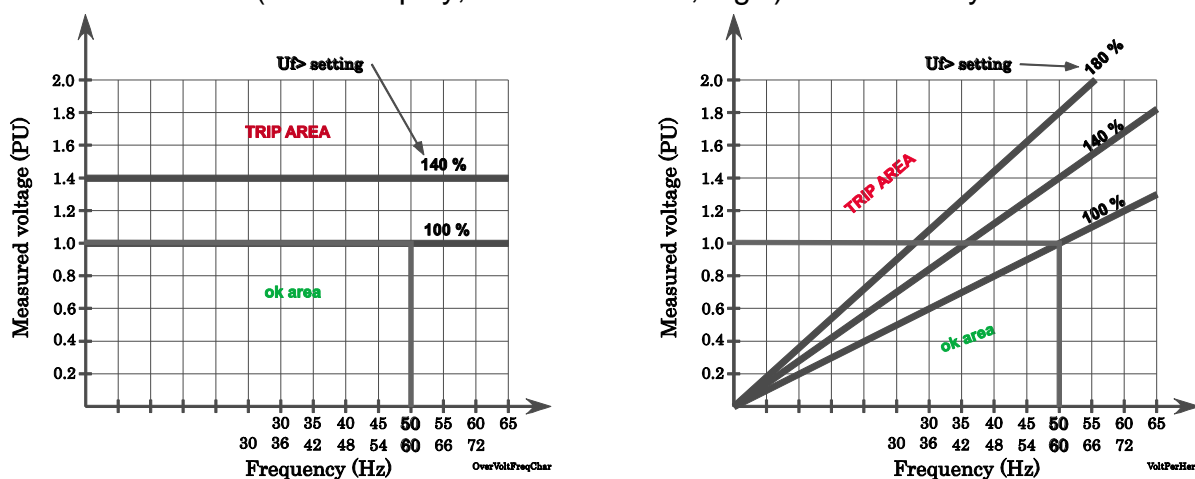 Uf> setting
2.0
1.8
1.6
1.4
1.2
1.0
0.8
0.6
0.4
0.2
Measured voltage (PU)
TRIP AREA
140 %
100 %
ok area
30 35 40 45 50 55 60 65
30 36 42 48 54 60 66 72
Frequency (Hz)
OverVoltFreqChar
Uf> setting
180 %
2.0
1.8
1.6
1.4
1.2
1.0
0.8
0.6
0.4
0.2
Measured voltage (PU)
TRIP AREA
140 %
100 %
ok area
30 35 40 45 50 55 60 65
30 36 42 48 54 60 66 72
Frequency (Hz)
VoltPerHer